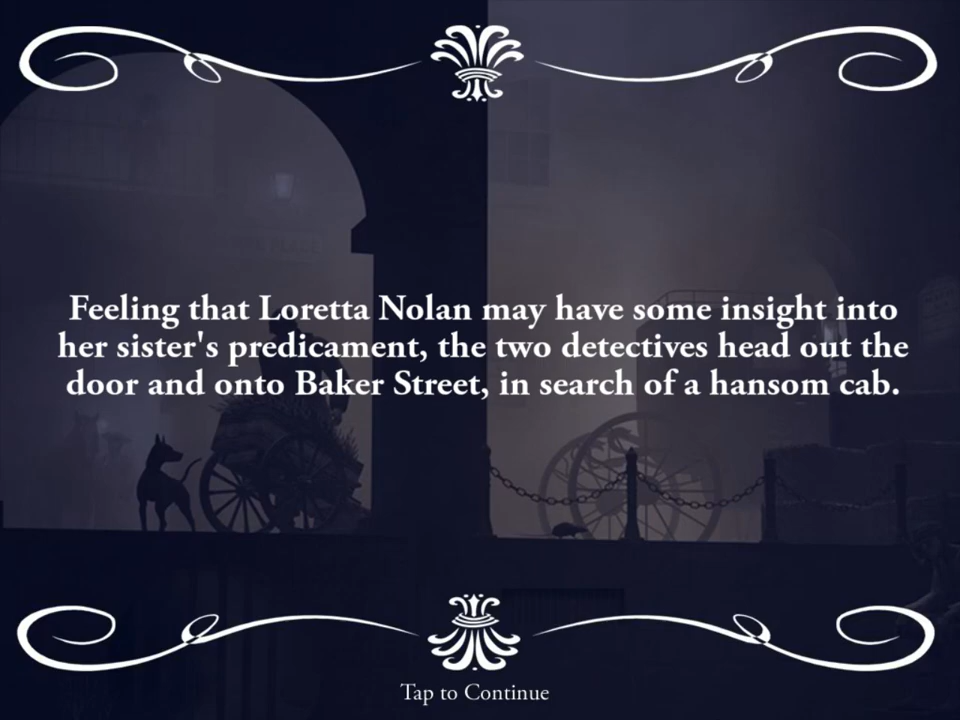 Feeling that Loretta Nolan may have some insight into
her sister's predicament, the two detectives head out the
door and onto Baker Street, in search of a hansom cab.
Tap to Continue